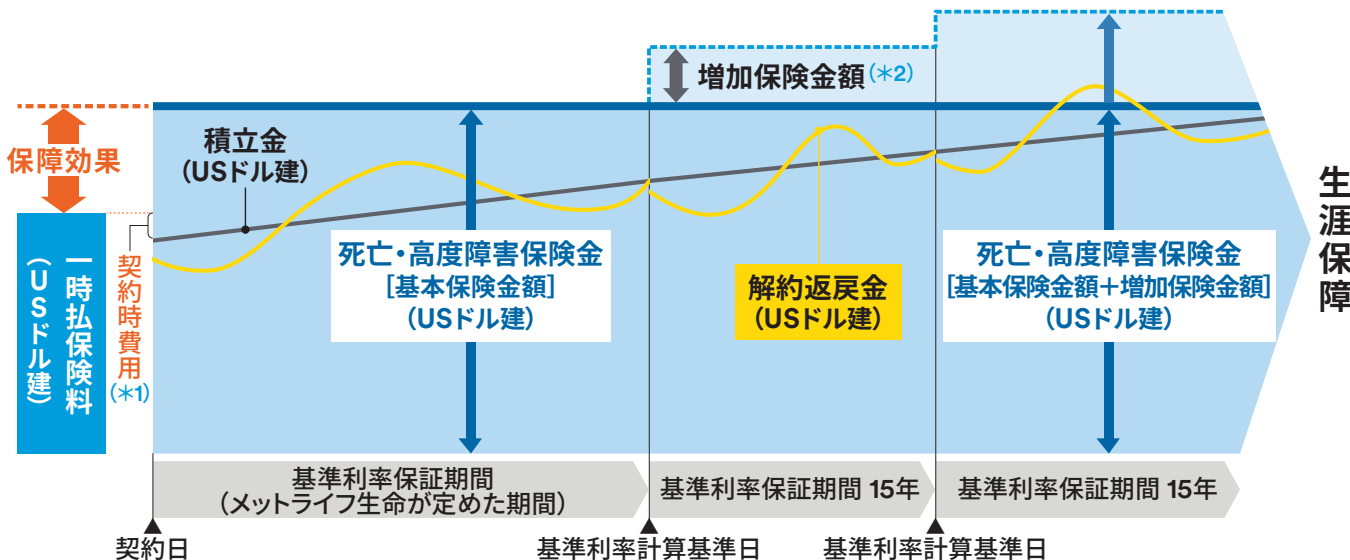 増加保険金額(*2)
保障効果
積立金
(USドル建)
一時払保険料
(USドル建)
契約時費用
(*1)
死亡・高度障害保険金
[基本保険金額]
(USドル建)
解約返戻金
(USドル建)
死亡・高度障害保険金
[基本保険金額+増加保険金額]
(USドル建)
生涯保障
基準利率保証期間
(メットライフ生命が定めた期間)
基準利率保証期間 15年
基準利率保証期間 15年
契約日
基準利率計算基準日
基準利率計算基準日